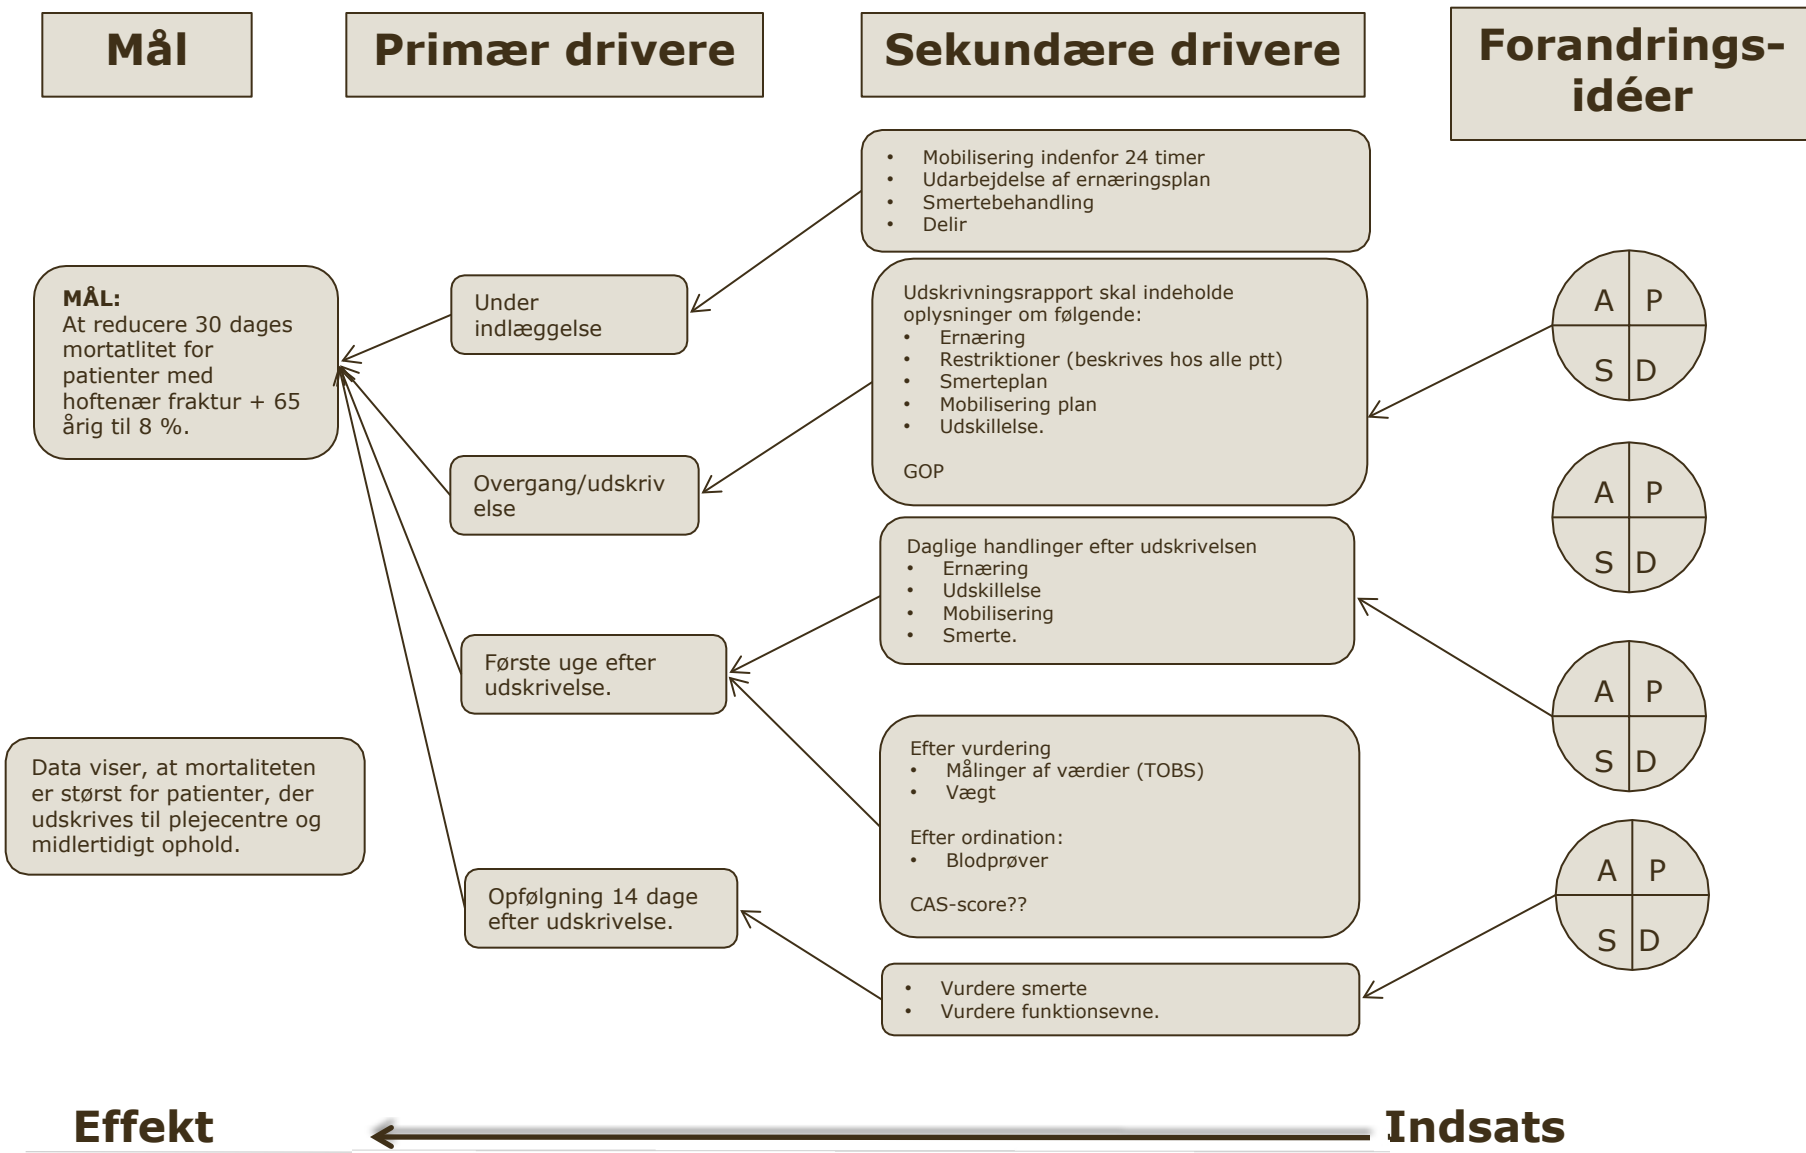 Mål
Primær drivere
Sekundære drivere
Forandrings-
idéer
MÅL:
At reducere 30 dages
mortatlitet for
patienter med
hoftenær fraktur + 65
årig til 8 %.
Data viser, at mortaliteten
er størst for patienter, der
udskrives til plejecentre og
midlertidigt ophold.
Under
indlæggelse
Overgang/udskriv
else
Første uge efter
udskrivelse.
Opfølgning 14 dage
efter udskrivelse.
• Mobilisering indenfor 24 timer
• Udarbejdelse af ernæringsplan
• Smertebehandling
• Delir
Udskrivningsrapport skal indeholde
oplysninger om følgende:
• Ernæring
• Restriktioner (beskrives hos alle ptt)
• Smerteplan
• Mobilisering plan
• Udskillelse.
GOP
Daglige handlinger efter udskrivelsen
• Ernæring
• Udskillelse
• Mobilisering
• Smerte.
Efter vurdering
• Målinger af værdier (TOBS)
• Vægt
Efter ordination:
• Blodprøver
CAS-score??
• Vurdere smerte
• Vurdere funktionsevne.
A P
S D
A P
S D
A P
S D
A P
S D
Effekt
Indsats